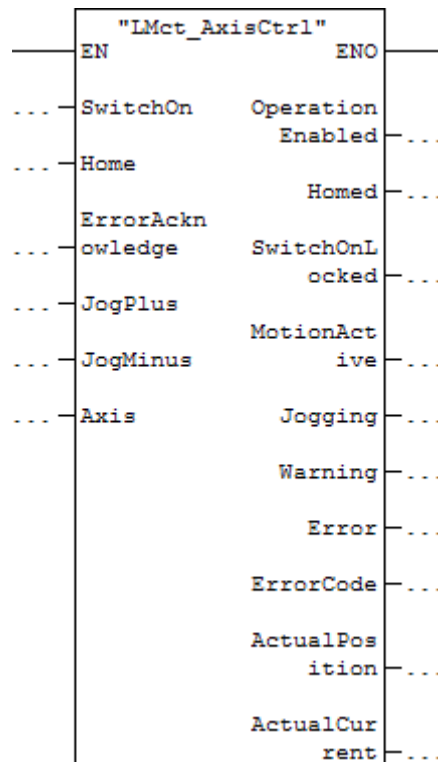 "LMct_AxisCtrl"
EN ENO
... SwitchOn Operation
Enabled ...
... Home
Homed ...
ErrorAckn
... owledge SwitchOnL
ocked ...
... JogPlus
MotionAct
... JogMinus ive ...
... Axis Jogging ...
Warning ...
Error ...
ErrorCode ...
ActualPos
ition ...
ActualCur
rent ...